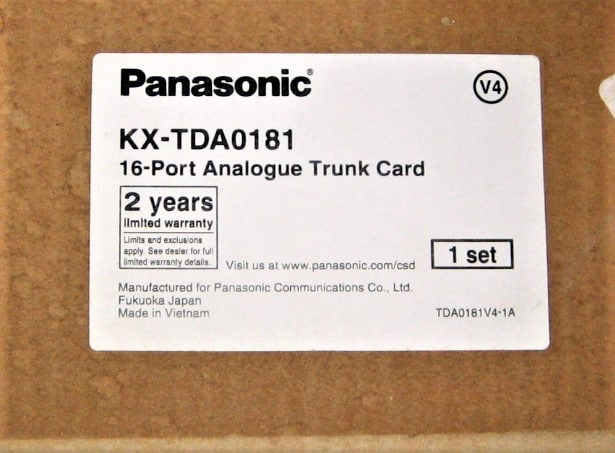 Panasonic®
V4
KX-TDA0181
16-Port Analogue Trunk Card
2 years
limited warranty
Limits and exclusions
apply. See dealer for full
limited warranty details.
Visit us at www.panasonic.com/csd
1 set
Manufactured for Panasonic Communications Co., Ltd.
Fukuoka Japan
Made in Vietnam
TDA0181V4-1A